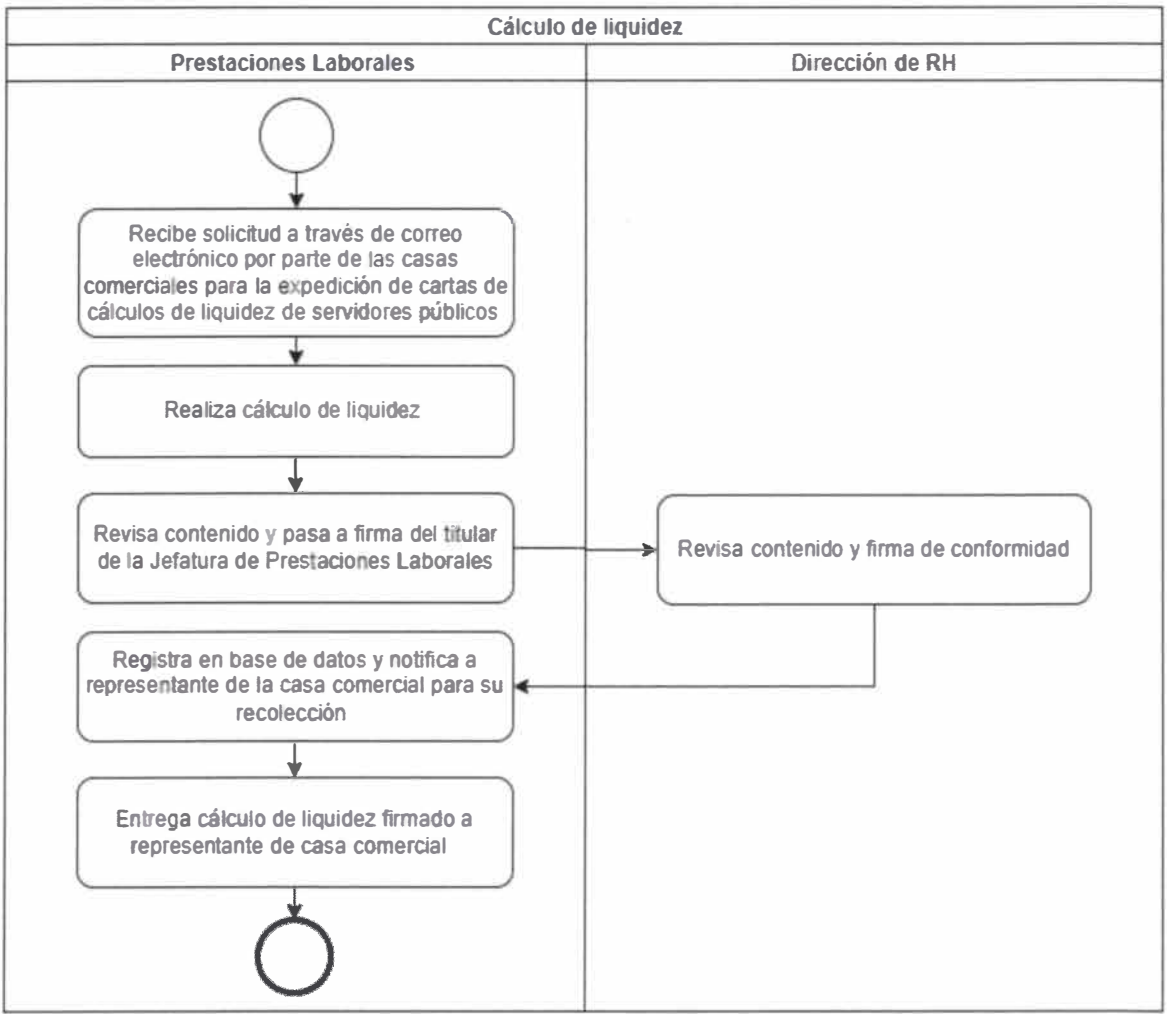 Cálculo de liquidez
Prestaciones Laborales
Dirección de RH
Recibe solicitud a través de correo
electrónico por parte de las casas
comerciales para la expedición de cartas de
cálculos de liquidez de servidores públicos
Realiza cálculo de liquidez
Revisa contenido y pasa a firma del titular
de la Jefatura de Prestaciones Laborales
Revisa contenido y firma de conformidad
Registra en base de datos y notifica a
representante de la casa comercial para su
recolección
Entrega cálculo de liquidez firmado a
representante de casa comercial